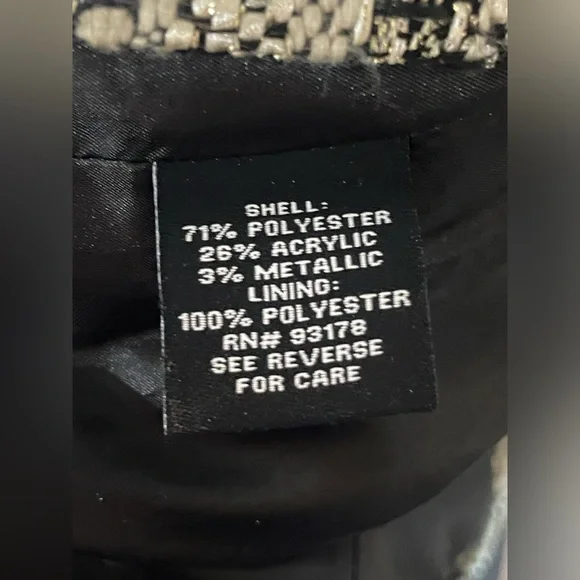 SHELL:
71% POLYESTER
26% ACRYLIC
3% METALLIC
LINING:
100% POLYESTER
RN# 93178
SEE REVERSE
FOR CARE